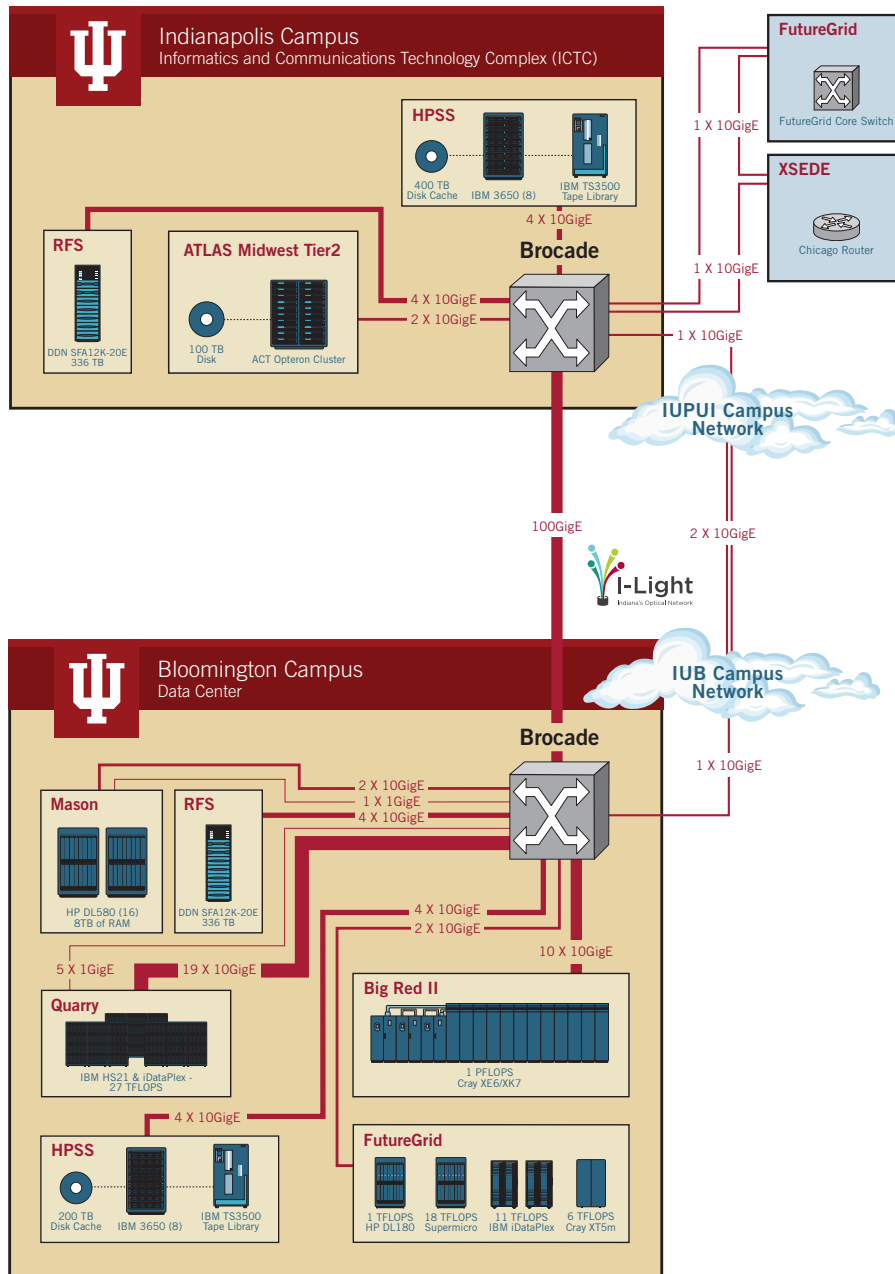 Indianapolis Campus
Informatics and Communications Technology Complex (ICTC)
FutureGrid
FutureGrid Core Switch
1 X 10GigE
XSEDE
Chicago Router
1 X 10GigE
HPSS
400 TB
Disk Cache
IBM 3650 (8)
IBM TS3500
Tape Library
4 X 10GigE
Brocade
RFS
DDN SFA12K-20E
336 TB
ATLAS Midwest Tier2
100 TB
Disk
ACT Opteron Cluster
4 X 10GigE
2 X 10GigE
1 X 10GigE
IUPUI Campus
Network
100GigE
2 X 10GigE
I-Light
Indiana's Optical Network
IUB Campus
Network
Bloomington Campus
Data Center
Brocade
1 X 10GigE
2 X 10GigE
1 X 1GigE
4 X 10GigE
Mason
HP DL580 (16)
8TB of RAM
RFS
DDN SFA12K-20E
336 TB
4 X 10GigE
2 X 10GigE
10 X 10GigE
5 X 1GigE
19 X 10GigE
Quarry
IBM HS21 & iDataPlex -
27 TFLOPS
Big Red II
1 PFLOPS
Cray XE6/XK7
4 X 10GigE
HPSS
200 TB
Disk Cache
IBM 3650 (8)
IBM TS3500
Tape Library
FutureGrid
1 TFLOPS
HP DL180
18 TFLOPS
Supermicro
11 TFLOPS
IBM iDataPlex
6 TFLOPS
Cray XT5m